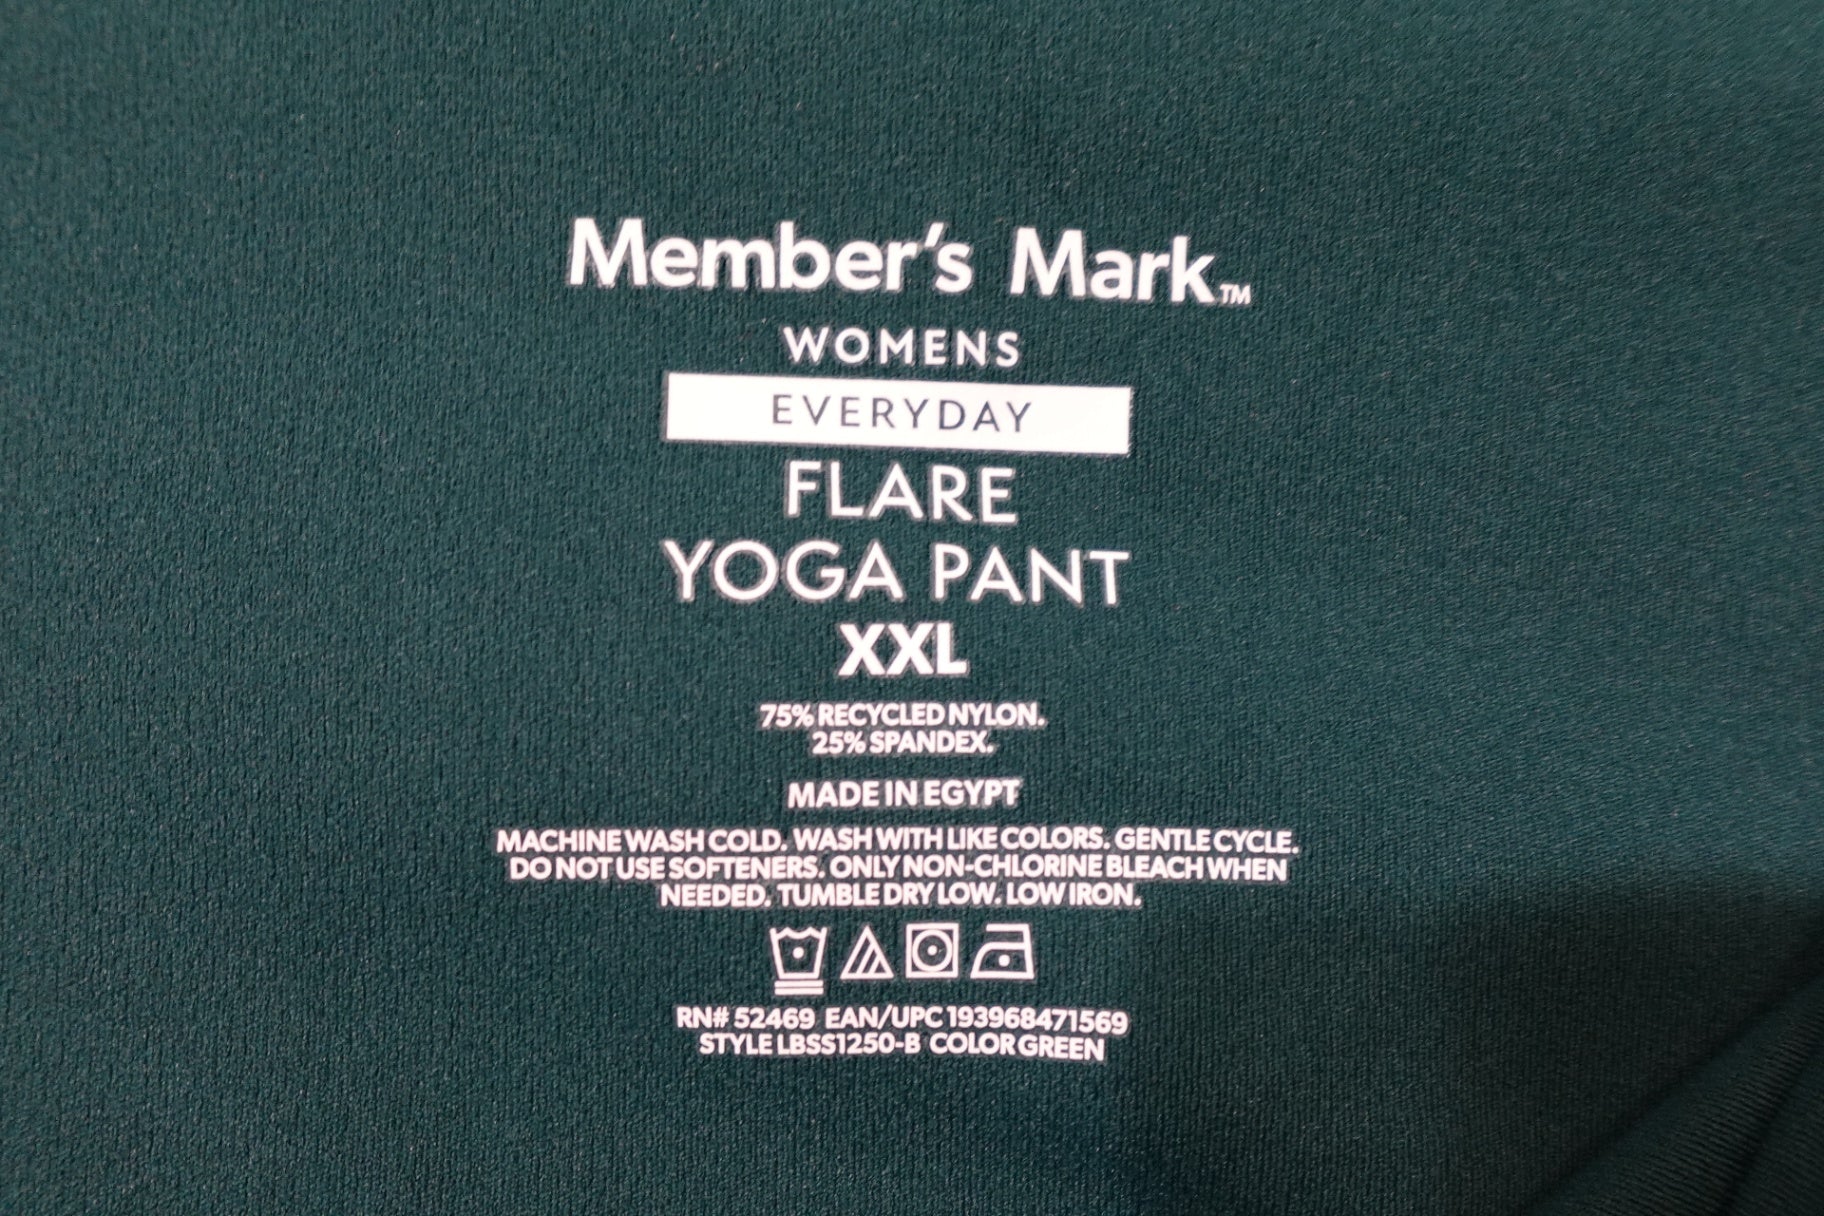 Member's Mark™
WOMENS
EVERYDAY
FLARE
YOGA PANT
XXL
75% RECYCLED NYLON.
25% SPANDEX.
MADE IN EGYPT
MACHINE WASH COLD. WASH WITH LIKE COLORS. GENTLE CYCLE.
DO NOT USE SOFTENERS. ONLY NON-CHLORINE BLEACH WHEN
NEEDED. TUMBLE DRY LOW. LOW IRON.
RN# 52469 EAN/UPC 193968471569
STYLE LBSS1250-B COLOR GREEN